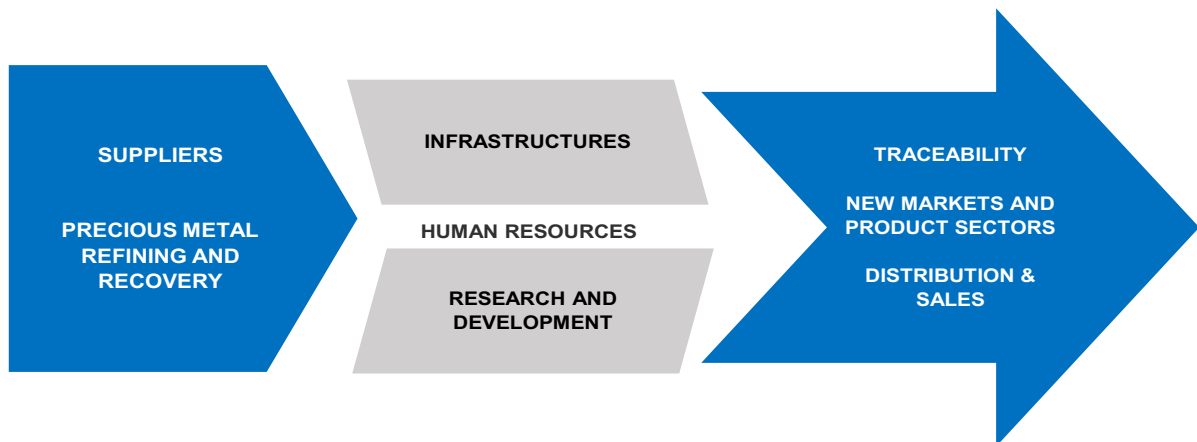 SUPPLIERS
PRECIOUS METAL
REFINING AND
RECOVERY
INFRASTRUCTURES
HUMAN RESOURCES
RESEARCH AND
DEVELOPMENT
TRACEABILITY
NEW MARKETS AND
PRODUCT SECTORS
DISTRIBUTION &
SALES